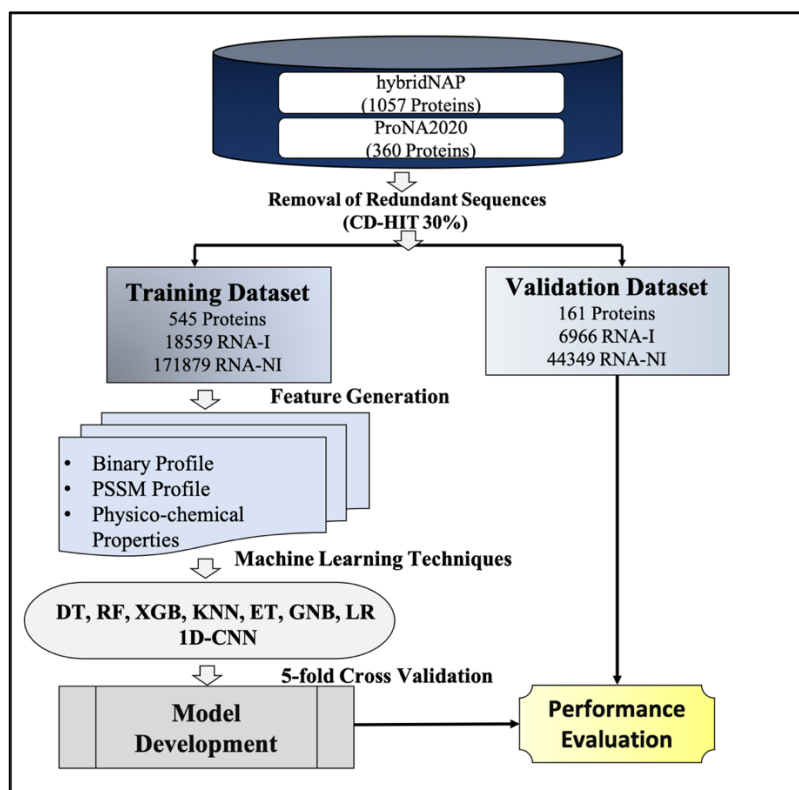 hybridNAP
(1057 Proteins)
ProNA2020
(360 Proteins)
Removal of Redundant Sequences
(CD-HIT 30%)
Training Dataset
545 Proteins
18559 RNA-I
171879 RNA-NI
Validation Dataset
161 Proteins
6966 RNA-I
44349 RNA-NI
Feature Generation
• Binary Profile
• PSSM Profile
• Physico-chemical
Properties
Machine Learning Techniques
DT, RF, XGB, KNN, ET, GNB, LR
1D-CNN
5-fold Cross Validation
Model
Development
Performance
Evaluation